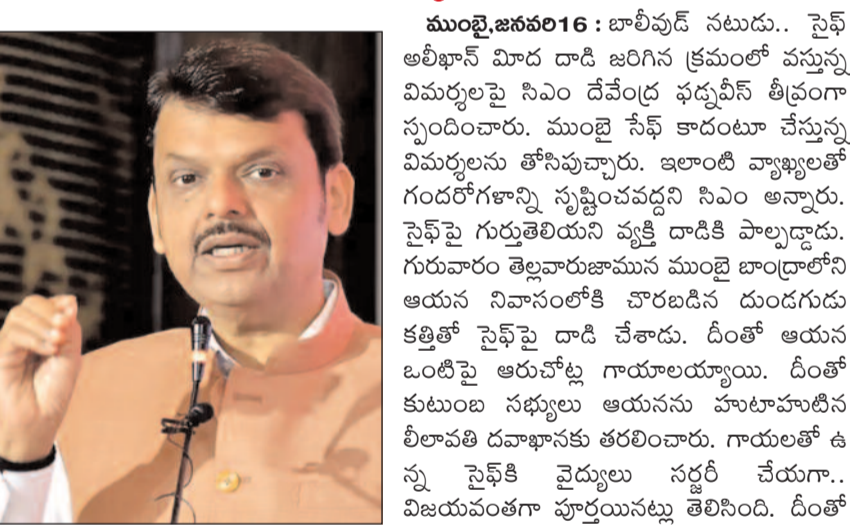 ముంబై,జనవరి16 : బాలీవుడ్ నటుడు.. సైఫ్
అలీఖాన్ మీద దాడి జరిగిన క్రమంలో వస్తున్న
విమర్శలపై సిఎం దేవేంద్ర ఫడ్నవీస్ తీవ్రంగా
స్పందించారు. ముంబై సేఫ్ కాదంటూ చేస్తున్న
విమర్శలను తోసిపుచ్చారు. ఇలాంటి వ్యాఖ్యలతో
గందరోగళాన్ని సృష్టించవద్దని సిఎం అన్నారు.
సైఫ్‌పై గుర్తుతెలియని వ్యక్తి దాడికి పాల్పడ్డాడు.
గురువారం తెల్లవారుజామున ముంబై బాంద్రాలోని
ఆయన నివాసంలోకి చొరబడిన దుండగుడు
కత్తితో సైఫ్‌పై దాడి చేశాడు. దీంతో ఆయన
ఒంటిపై ఆరుచోట్ల గాయాలయ్యాయి. దీంతో
కుటుంబ సభ్యులు ఆయనను హుటాహుటిన
లీలావతి దవాఖానకు తరలించారు. గాయలతో ఉ
న్న సైఫ్‌కి వైద్యులు సర్జరీ చేయగా..
విజయవంతగా పూర్తయినట్లు తెలిసింది. దీంతో